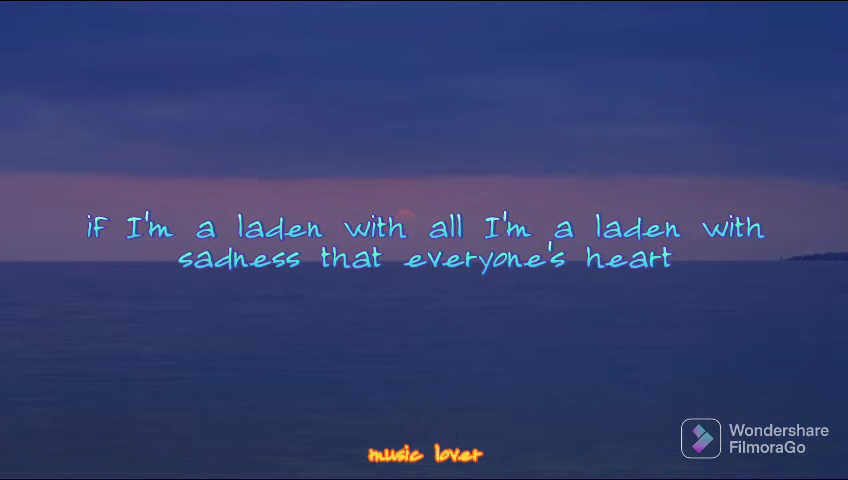 if I'm a laden with all I'm a laden with
sadness that everyone's heart
music lover
Wondershare
FilmoraGo